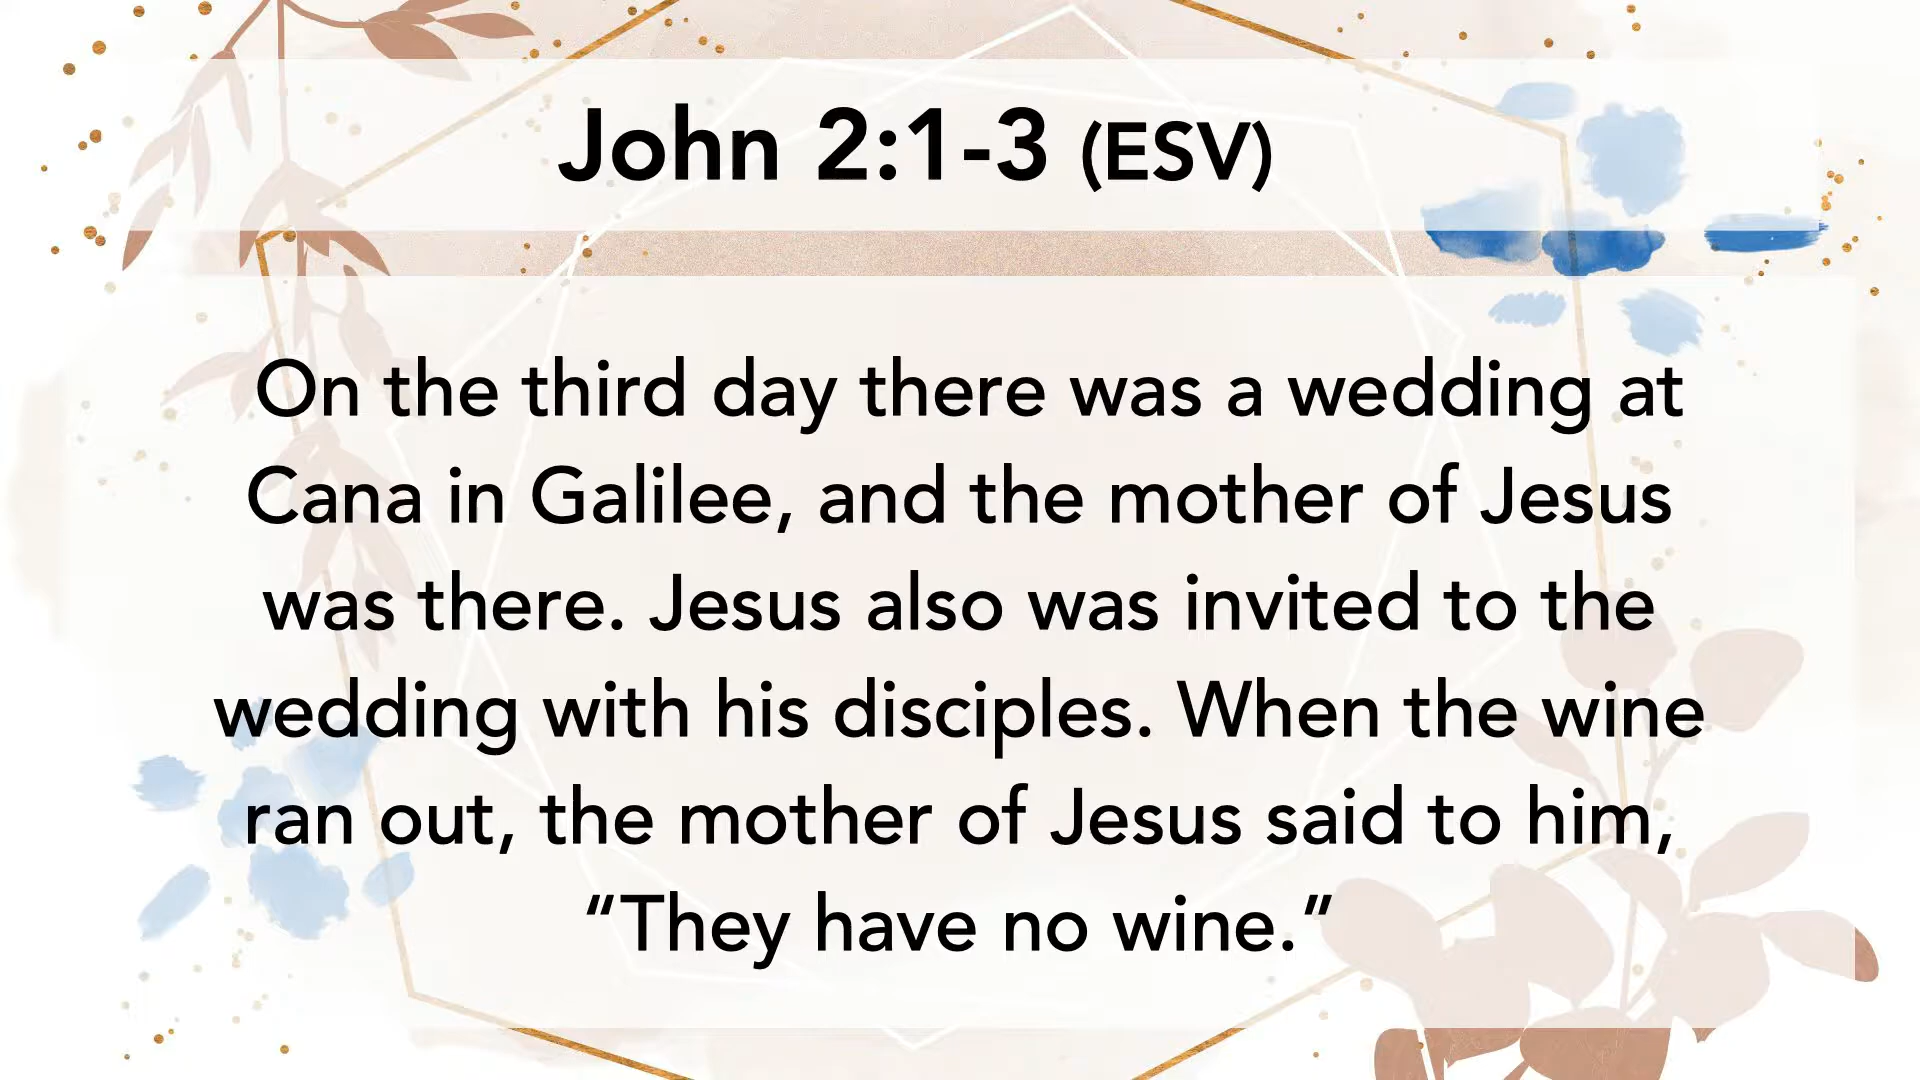 John 2:1-3 (ESV)
On the third day there was a wedding at
Cana in Galilee, and the mother of Jesus
was there. Jesus also was invited to the
wedding with his disciples. When the wine
ran out, the mother of Jesus said to him,
“They have no wine.”